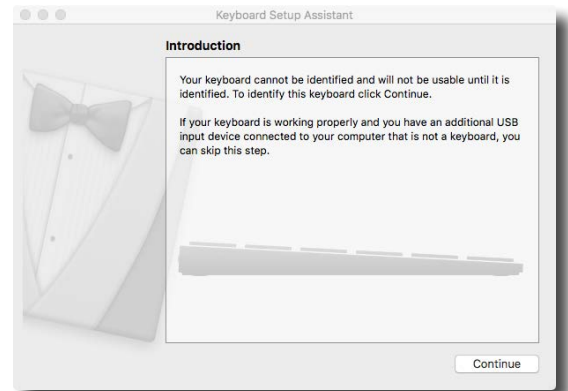 Keyboard Setup Assistant
Introduction
Your keyboard cannot be identified and will not be usable until it is
identified. To identify this keyboard click Continue.
If your keyboard is working properly and you have an additional USB
input device connected to your computer that is not a keyboard, you
can skip this step.
Continue